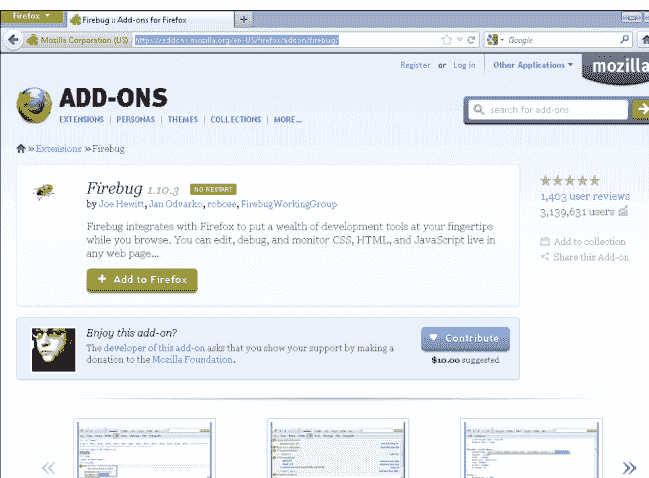 Firefox
Firebug :: Add-ons for Firefox
Mozilla Corporation (US)
https://addons.mozilla.org/en-US/firefox/addon/firebug/
Google
Register or Log in
Other Applications
mozilla
ADD-ONS
EXTENSIONS | PERSONAS | THEMES | COLLECTIONS | MORE...
search for add-ons
» Extensions » Firebug
Firebug 1.10.3 NO RESTART
by Joe Hewitt, Jan Odvarko, robcee, FirebugWorkingGroup
Firebug integrates with Firefox to put a wealth of development tools at your fingertips
while you browse. You can edit, debug, and monitor CSS, HTML, and JavaScript live in
any web page...
+ Add to Firefox
1,403 user reviews
3,139,631 users
Add to collection
Share this Add-on
Enjoy this add-on?
The developer of this add-on asks that you show your support by making a
donation to the Mozilla Foundation.
Contribute
$10.00 suggested